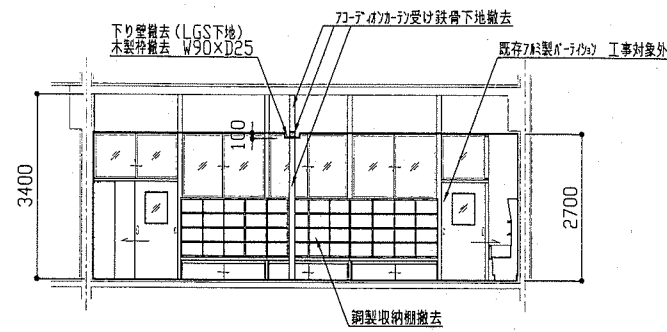 下り壁撤去(LGS下地)
木製枠撤去 W90×D25
アコーディオンカーテン受け鉄骨下地撤去
既存アルミ製パーテイション 工事対象外
100
3400
2700
鋼製収納棚撤去